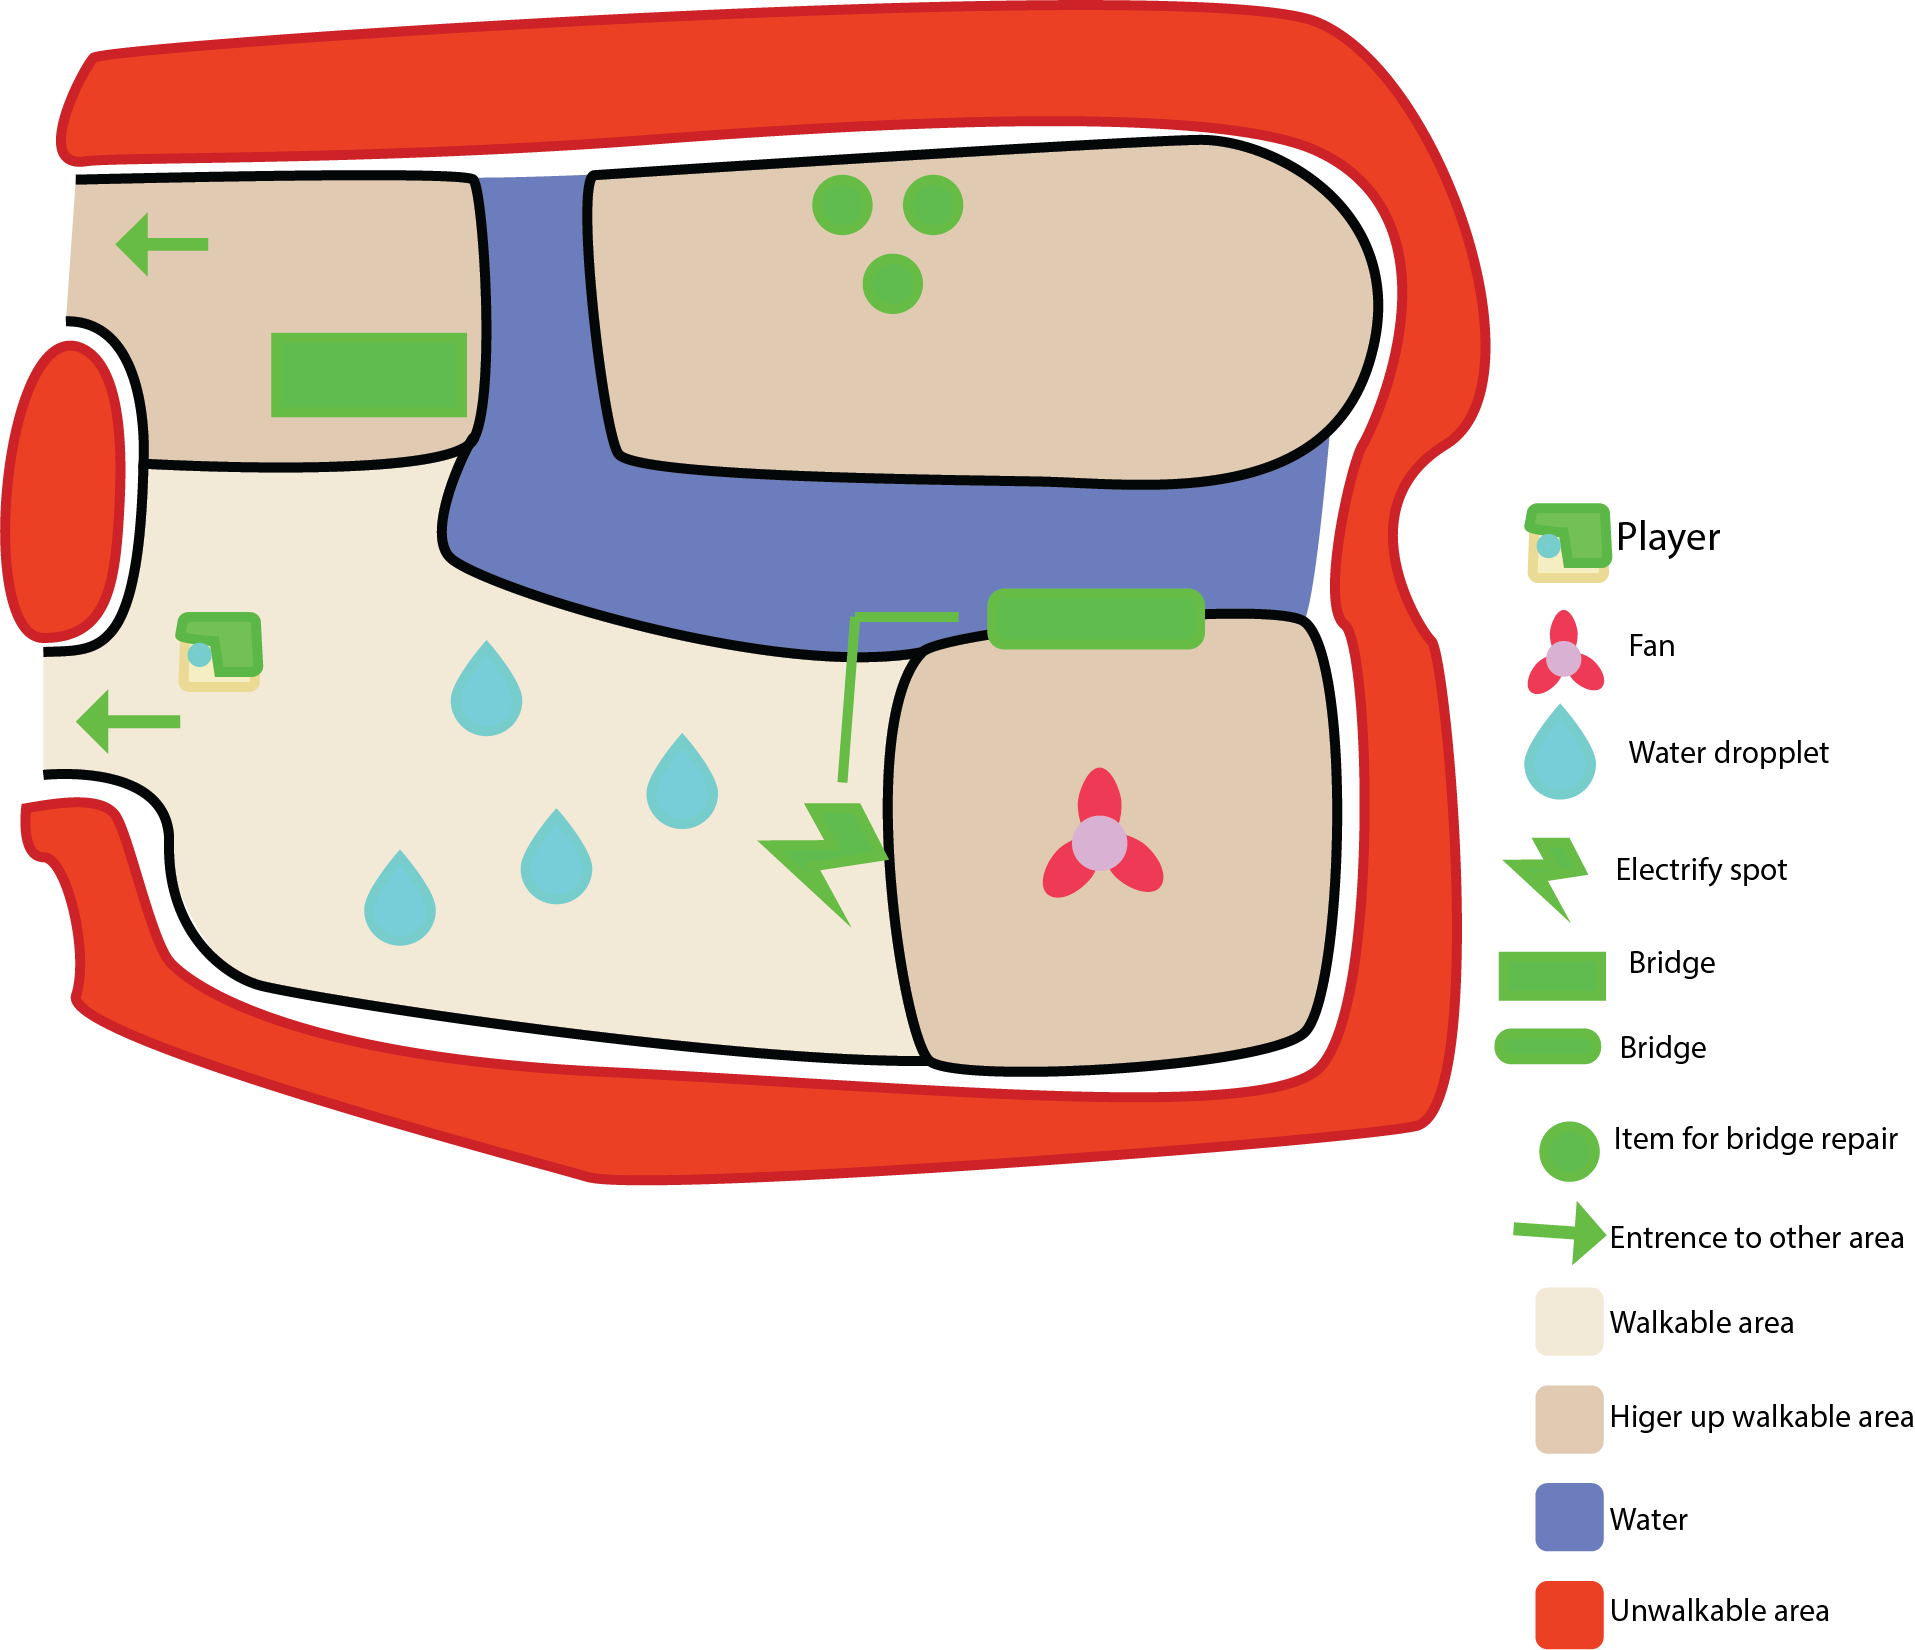 Player
Fan
Water dropplet
Electrify spot
Bridge
Bridge
Item for bridge repair
Entrence to other area
Walkable area
Higer up walkable area
Water
Unwalkable area